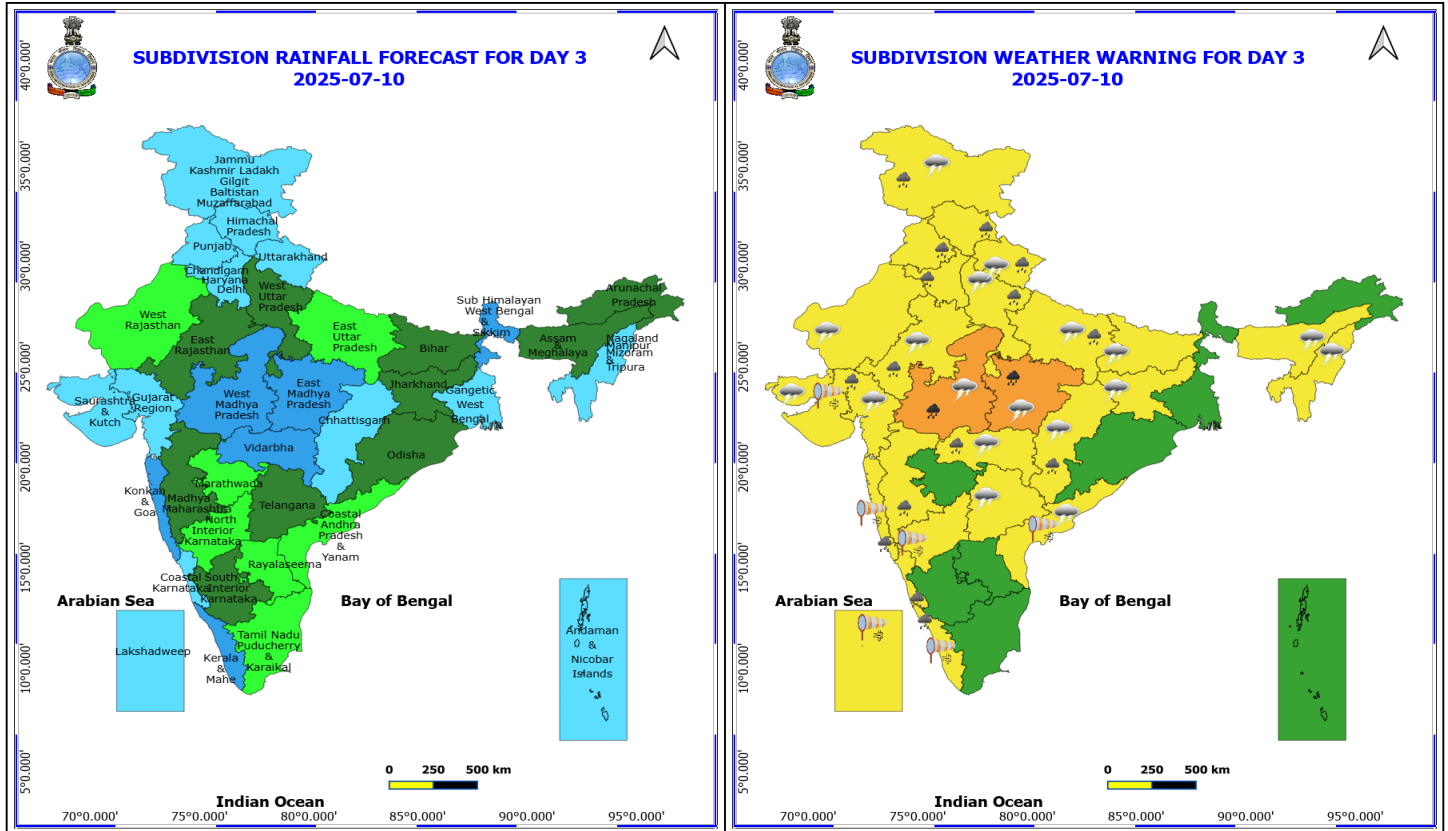 SUBDIVISION RAINFALL FORECAST FOR DAY 3
2025-07-10
40°0.000'
35°0.000'
30°0.000'
25°0.000'
20°0.000'
15°0.000'
10°0.000'
5°0.000'
Jammu
Kashmir Ladakh
Gilgit
Baltistan
Muzaffarabad
Himachal
Pradesh
Punjab
Uttarakhand
Chandigarh
Haryana
Delhi
West
Uttar
Pradesh
West
Rajasthan
East
Rajasthan
East
Uttar
Pradesh
Sub Himalayan
West Bengal
&
Sikkim
Arunachal
Pradesh
Assam
&
Meghalaya
Nagaland
Manipur
Mizoram
&
Tripura
Bihar
Jharkhand
Gangetic
West
Bengal
Saurashtra
&
Kutch
Gujarat
Region
West
Madhya
Pradesh
East
Madhya
Pradesh
Chhattisgarh
Vidarbha
Odisha
Konkan
&
Goa
Madhya
Maharashtra
Marathwada
Telangana
North
Interior
Karnataka
Coastal
Andhra
Pradesh
&
Yanam
Rayalaseema
Coastal
Karnataka
South
Interior
Karnataka
Arabian Sea
Bay of Bengal
Lakshadweep
Kerala
&
Mahe
Tamil Nadu
Puducherry
&
Karaikal
Andaman
&
Nicobar
Islands
0 250 500 km
Indian Ocean
70°0.000' 75°0.000' 80°0.000' 85°0.000' 90°0.000' 95°0.000'
SUBDIVISION WEATHER WARNING FOR DAY 3
2025-07-10
40°0.000'
35°0.000'
30°0.000'
25°0.000'
20°0.000'
15°0.000'
10°0.000'
5°0.000'
Arabian Sea
Bay of Bengal
0 250 500 km
Indian Ocean
70°0.000' 75°0.000' 80°0.000' 85°0.000' 90°0.000' 95°0.000'